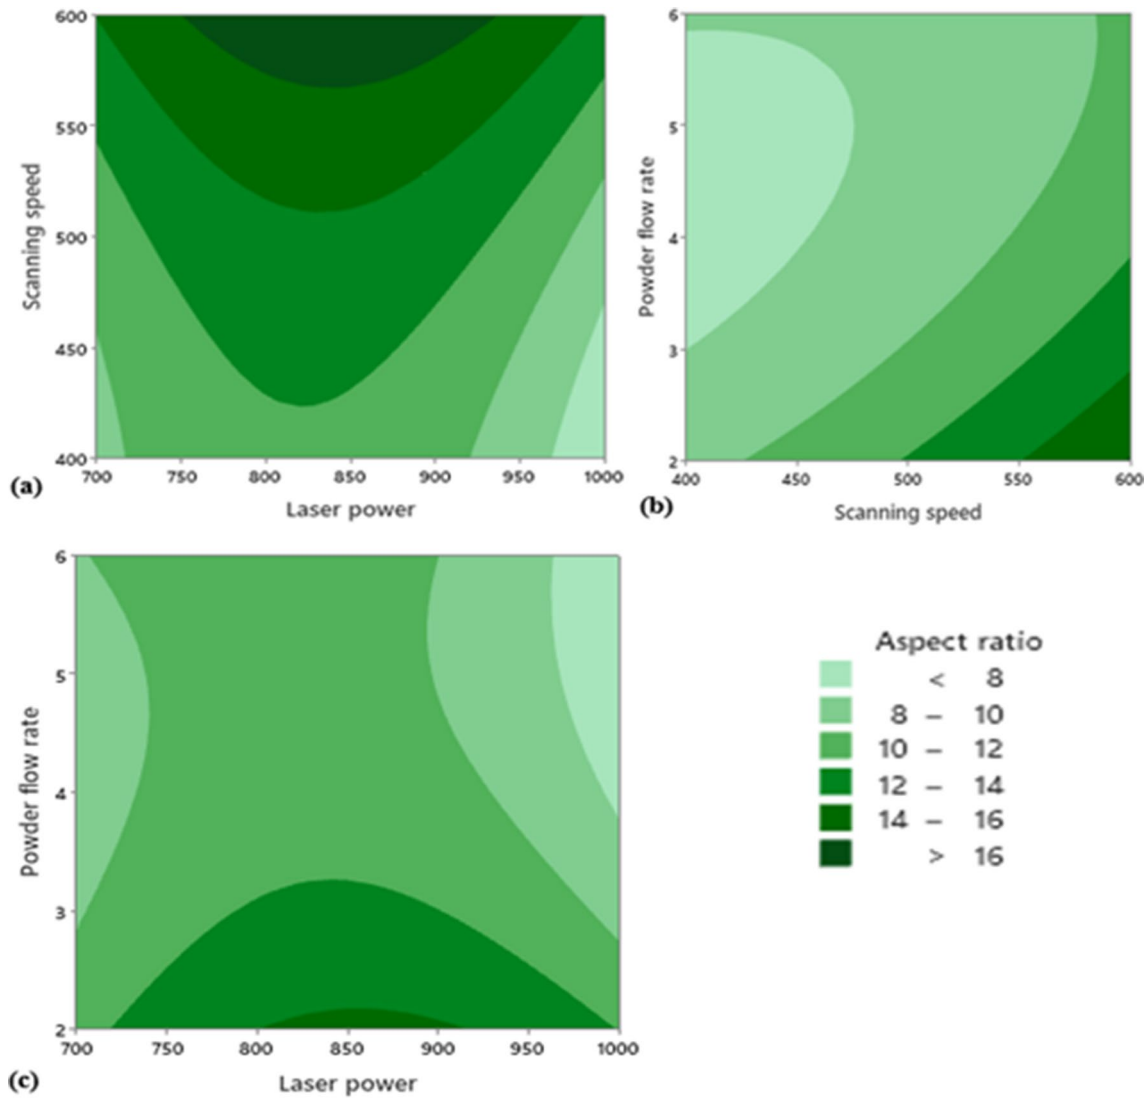 600
550
500
450
400
Scanning speed
700
750
800
850
900
950
1000
Laser power
(a)
6
5
4
3
2
Powder flow rate
400
450
500
550
600
Scanning speed
(b)
6
5
4
3
2
Powder flow rate
700
750
800
850
900
950
1000
Laser power
(c)
Aspect ratio
< 8
8 – 10
10 – 12
12 – 14
14 – 16
> 16